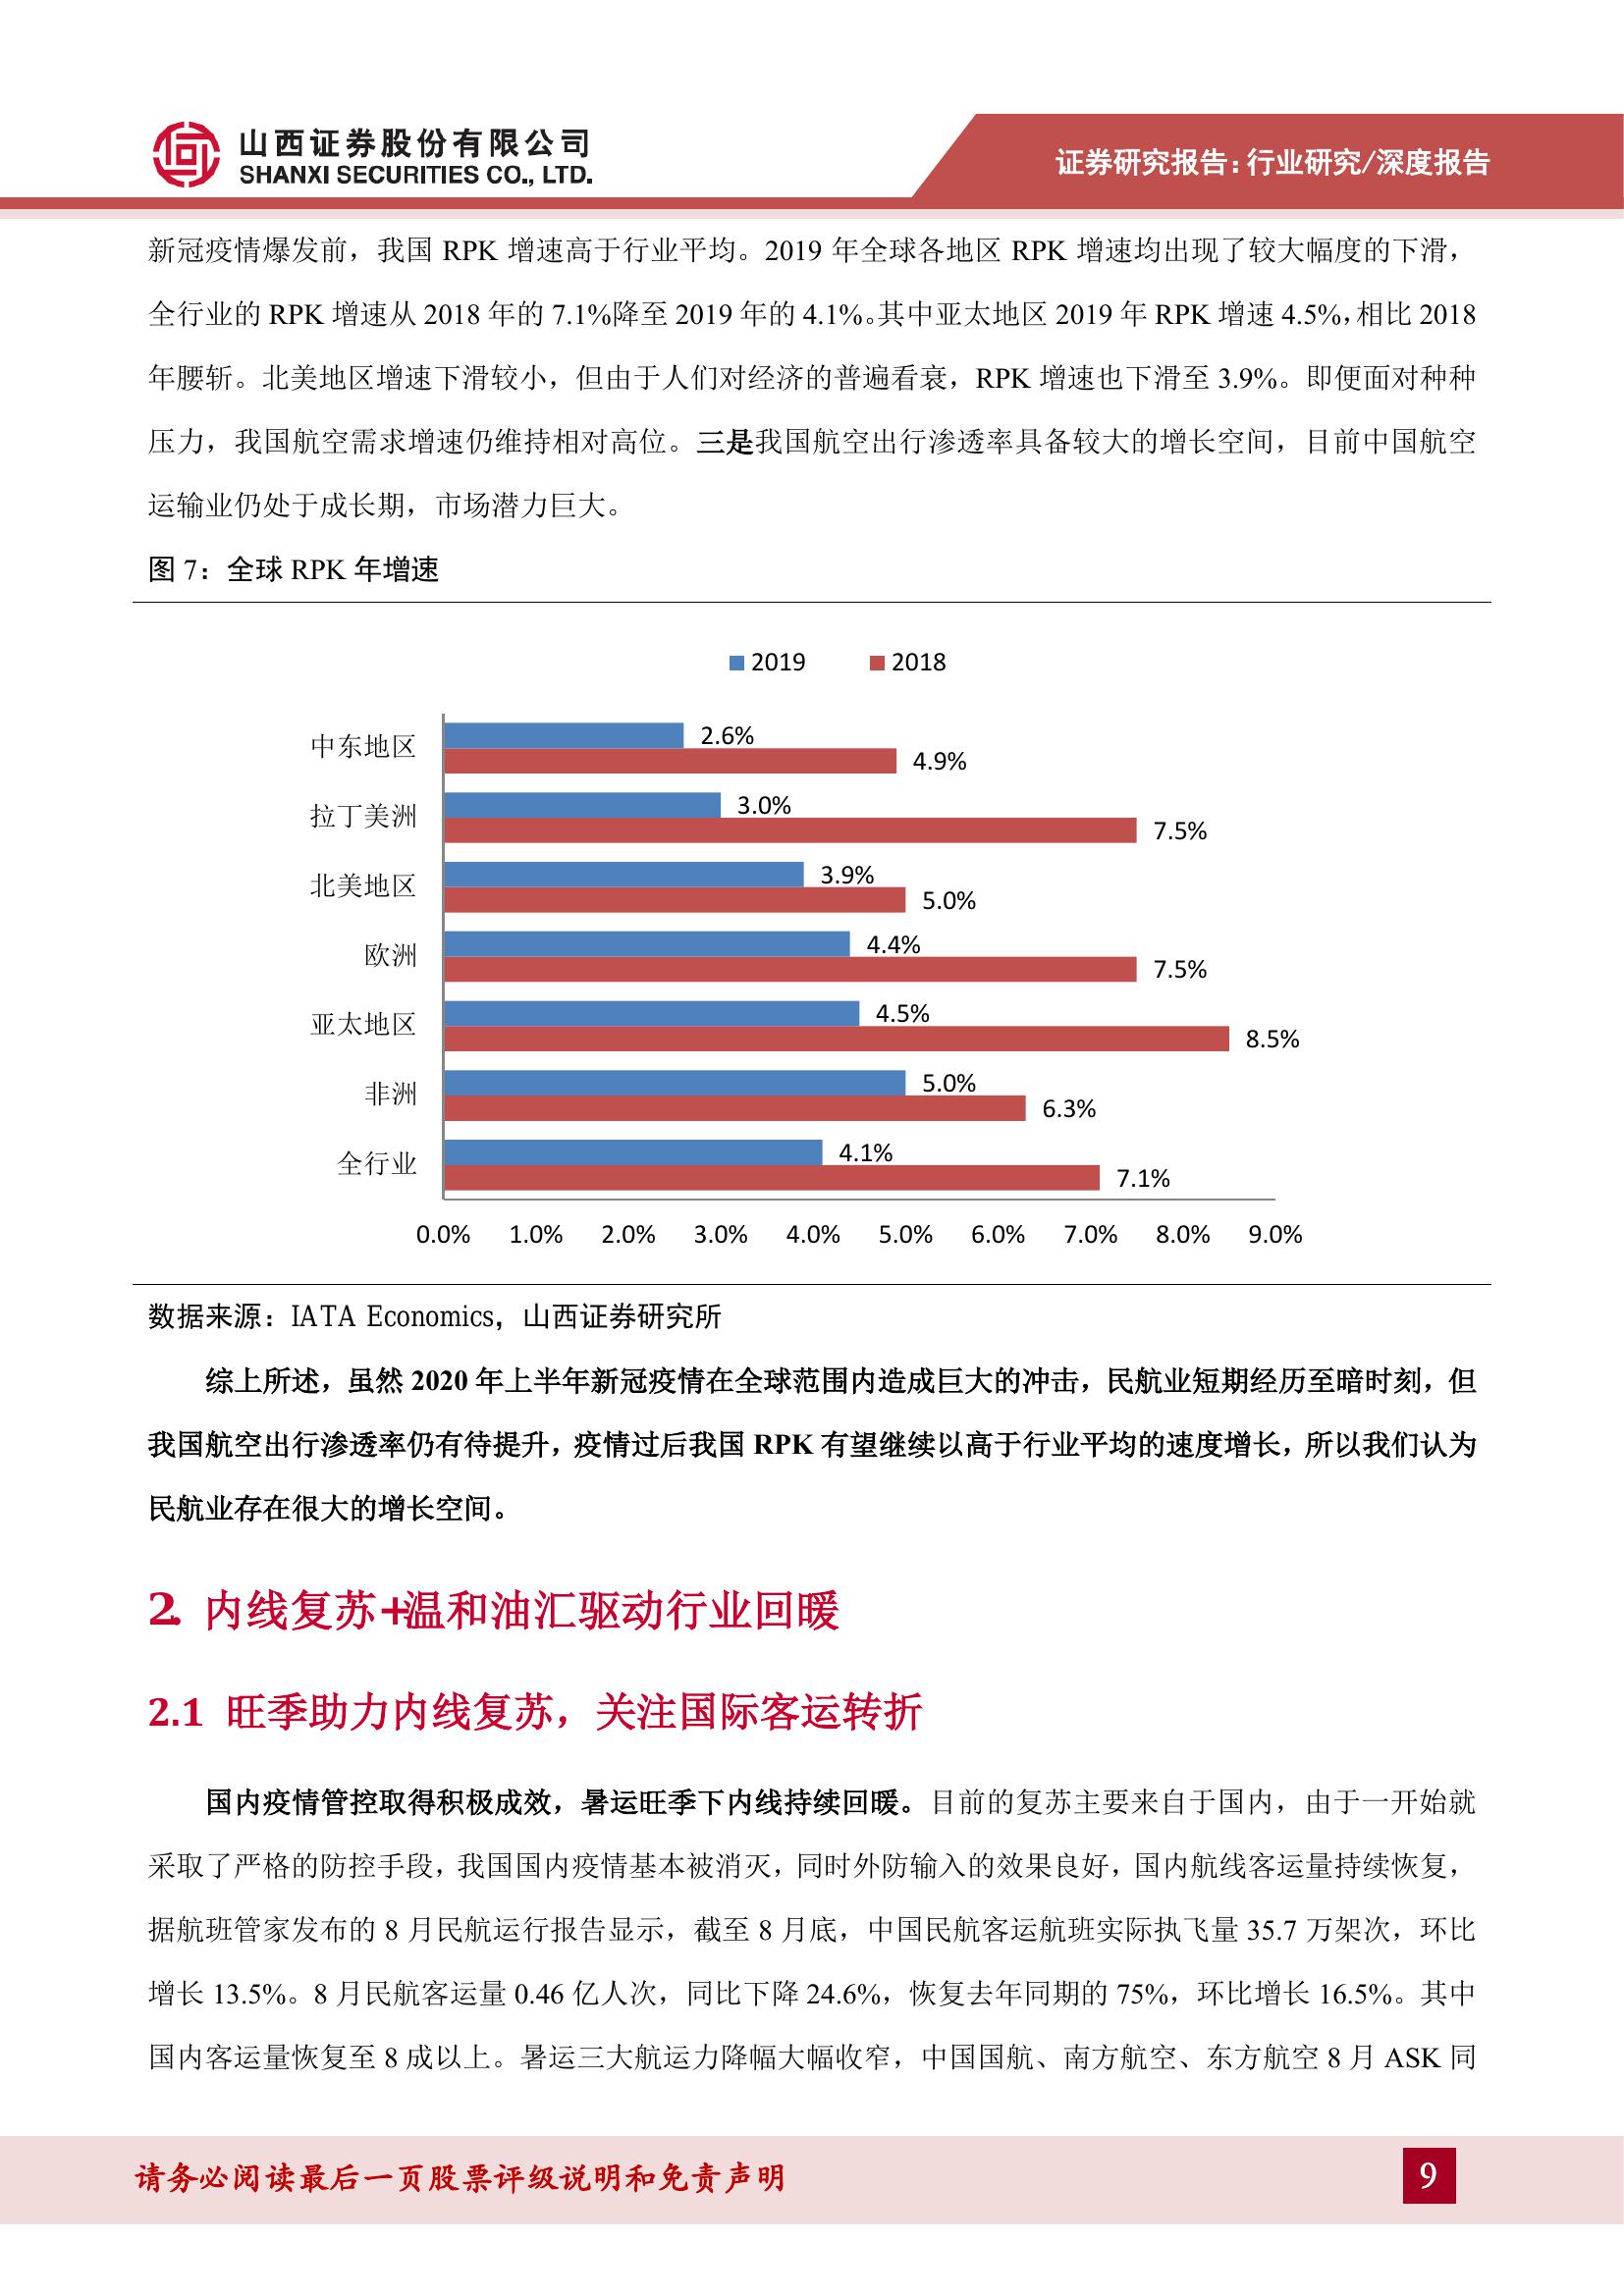 山西证券股份有限公司
SHANXI SECURITIES CO., LTD.
证券研究报告：行业研究/深度报告
新冠疫情爆发前，我国 RPK 增速高于行业平均。2019 年全球各地区 RPK 增速均出现了较大幅度的下滑，
全行业的 RPK 增速从 2018 年的 7.1%降至 2019 年的 4.1%。其中亚太地区 2019 年 RPK 增速 4.5%，相比 2018
年腰斩。北美地区增速下滑较小，但由于人们对经济的普遍看衰，RPK 增速也下滑至 3.9%。即便面对种种
压力，我国航空需求增速仍维持相对高位。三是我国航空出行渗透率具备较大的增长空间，目前中国航空
运输业仍处于成长期，市场潜力巨大。
图 7：全球 RPK 年增速
2019 2018
中东地区 2.6% 4.9%
拉丁美洲 3.0% 7.5%
北美地区 3.9% 5.0%
欧洲 4.4% 7.5%
亚太地区 4.5% 8.5%
非洲 5.0% 6.3%
全行业 4.1% 7.1%
0.0% 1.0% 2.0% 3.0% 4.0% 5.0% 6.0% 7.0% 8.0% 9.0%
数据来源：IATA Economics，山西证券研究所
综上所述，虽然 2020 年上半年新冠疫情在全球范围内造成巨大的冲击，民航业短期经历至暗时刻，但
我国航空出行渗透率仍有待提升，疫情过后我国 RPK 有望继续以高于行业平均的速度增长，所以我们认为
民航业存在很大的增长空间。
2. 内线复苏+温和油汇驱动行业回暖
2.1 旺季助力内线复苏，关注国际客运转折
国内疫情管控取得积极成效，暑运旺季下内线持续回暖。目前的复苏主要来自于国内，由于一开始就
采取了严格的防控手段，我国国内疫情基本被消灭，同时外防输入的效果良好，国内航线客运量持续恢复，
据航班管家发布的 8 月民航运行报告显示，截至 8 月底，中国民航客运航班实际执飞量 35.7 万架次，环比
增长 13.5%。8 月民航客运量 0.46 亿人次，同比下降 24.6%，恢复去年同期的 75%，环比增长 16.5%。其中
国内客运量恢复至 8 成以上。暑运三大航运力降幅大幅收窄，中国国航、南方航空、东方航空 8 月 ASK 同
请务必阅读最后一页股票评级说明和免责声明
9